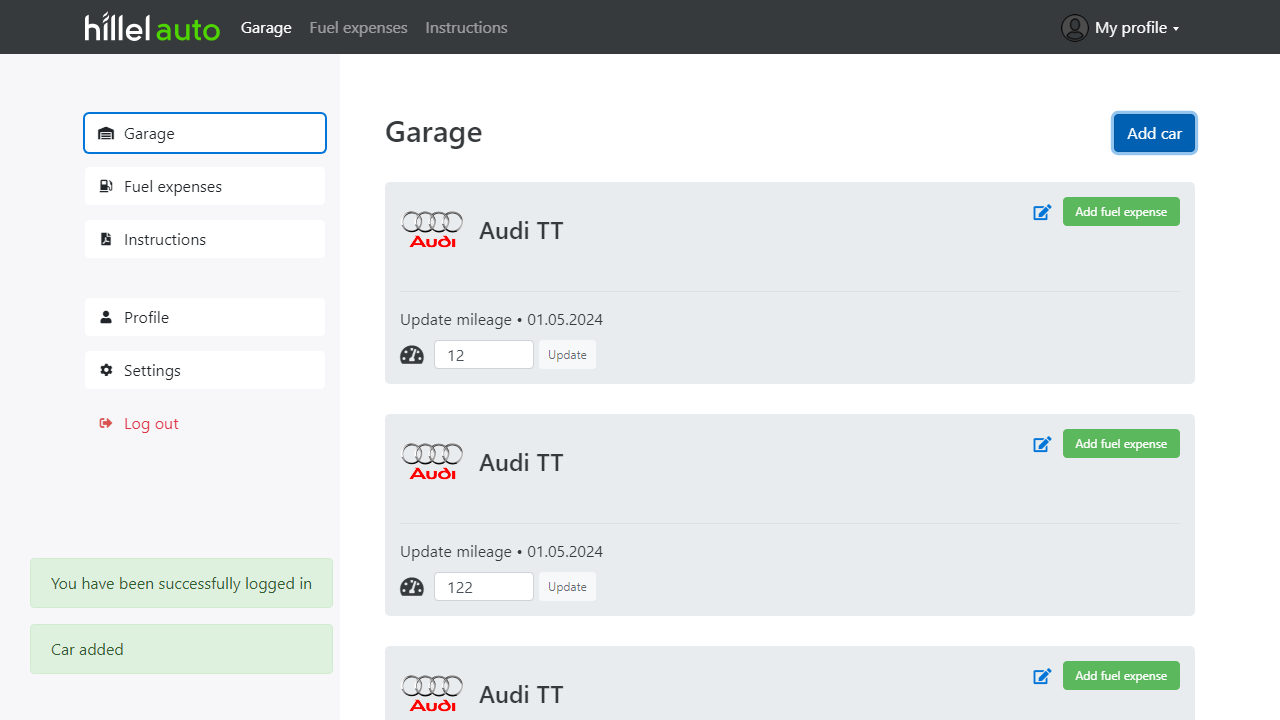 hillel auto Garage Fuel expenses Instructions My profile
Garage
Fuel expenses
Instructions
Profile
Settings
Log out
You have been successfully logged in
Car added
Garage Add car
Audi Audi TT Add fuel expense
Update mileage • 01.05.2024
12 Update
Audi Audi TT Add fuel expense
Update mileage • 01.05.2024
122 Update
Audi Audi TT Add fuel expense